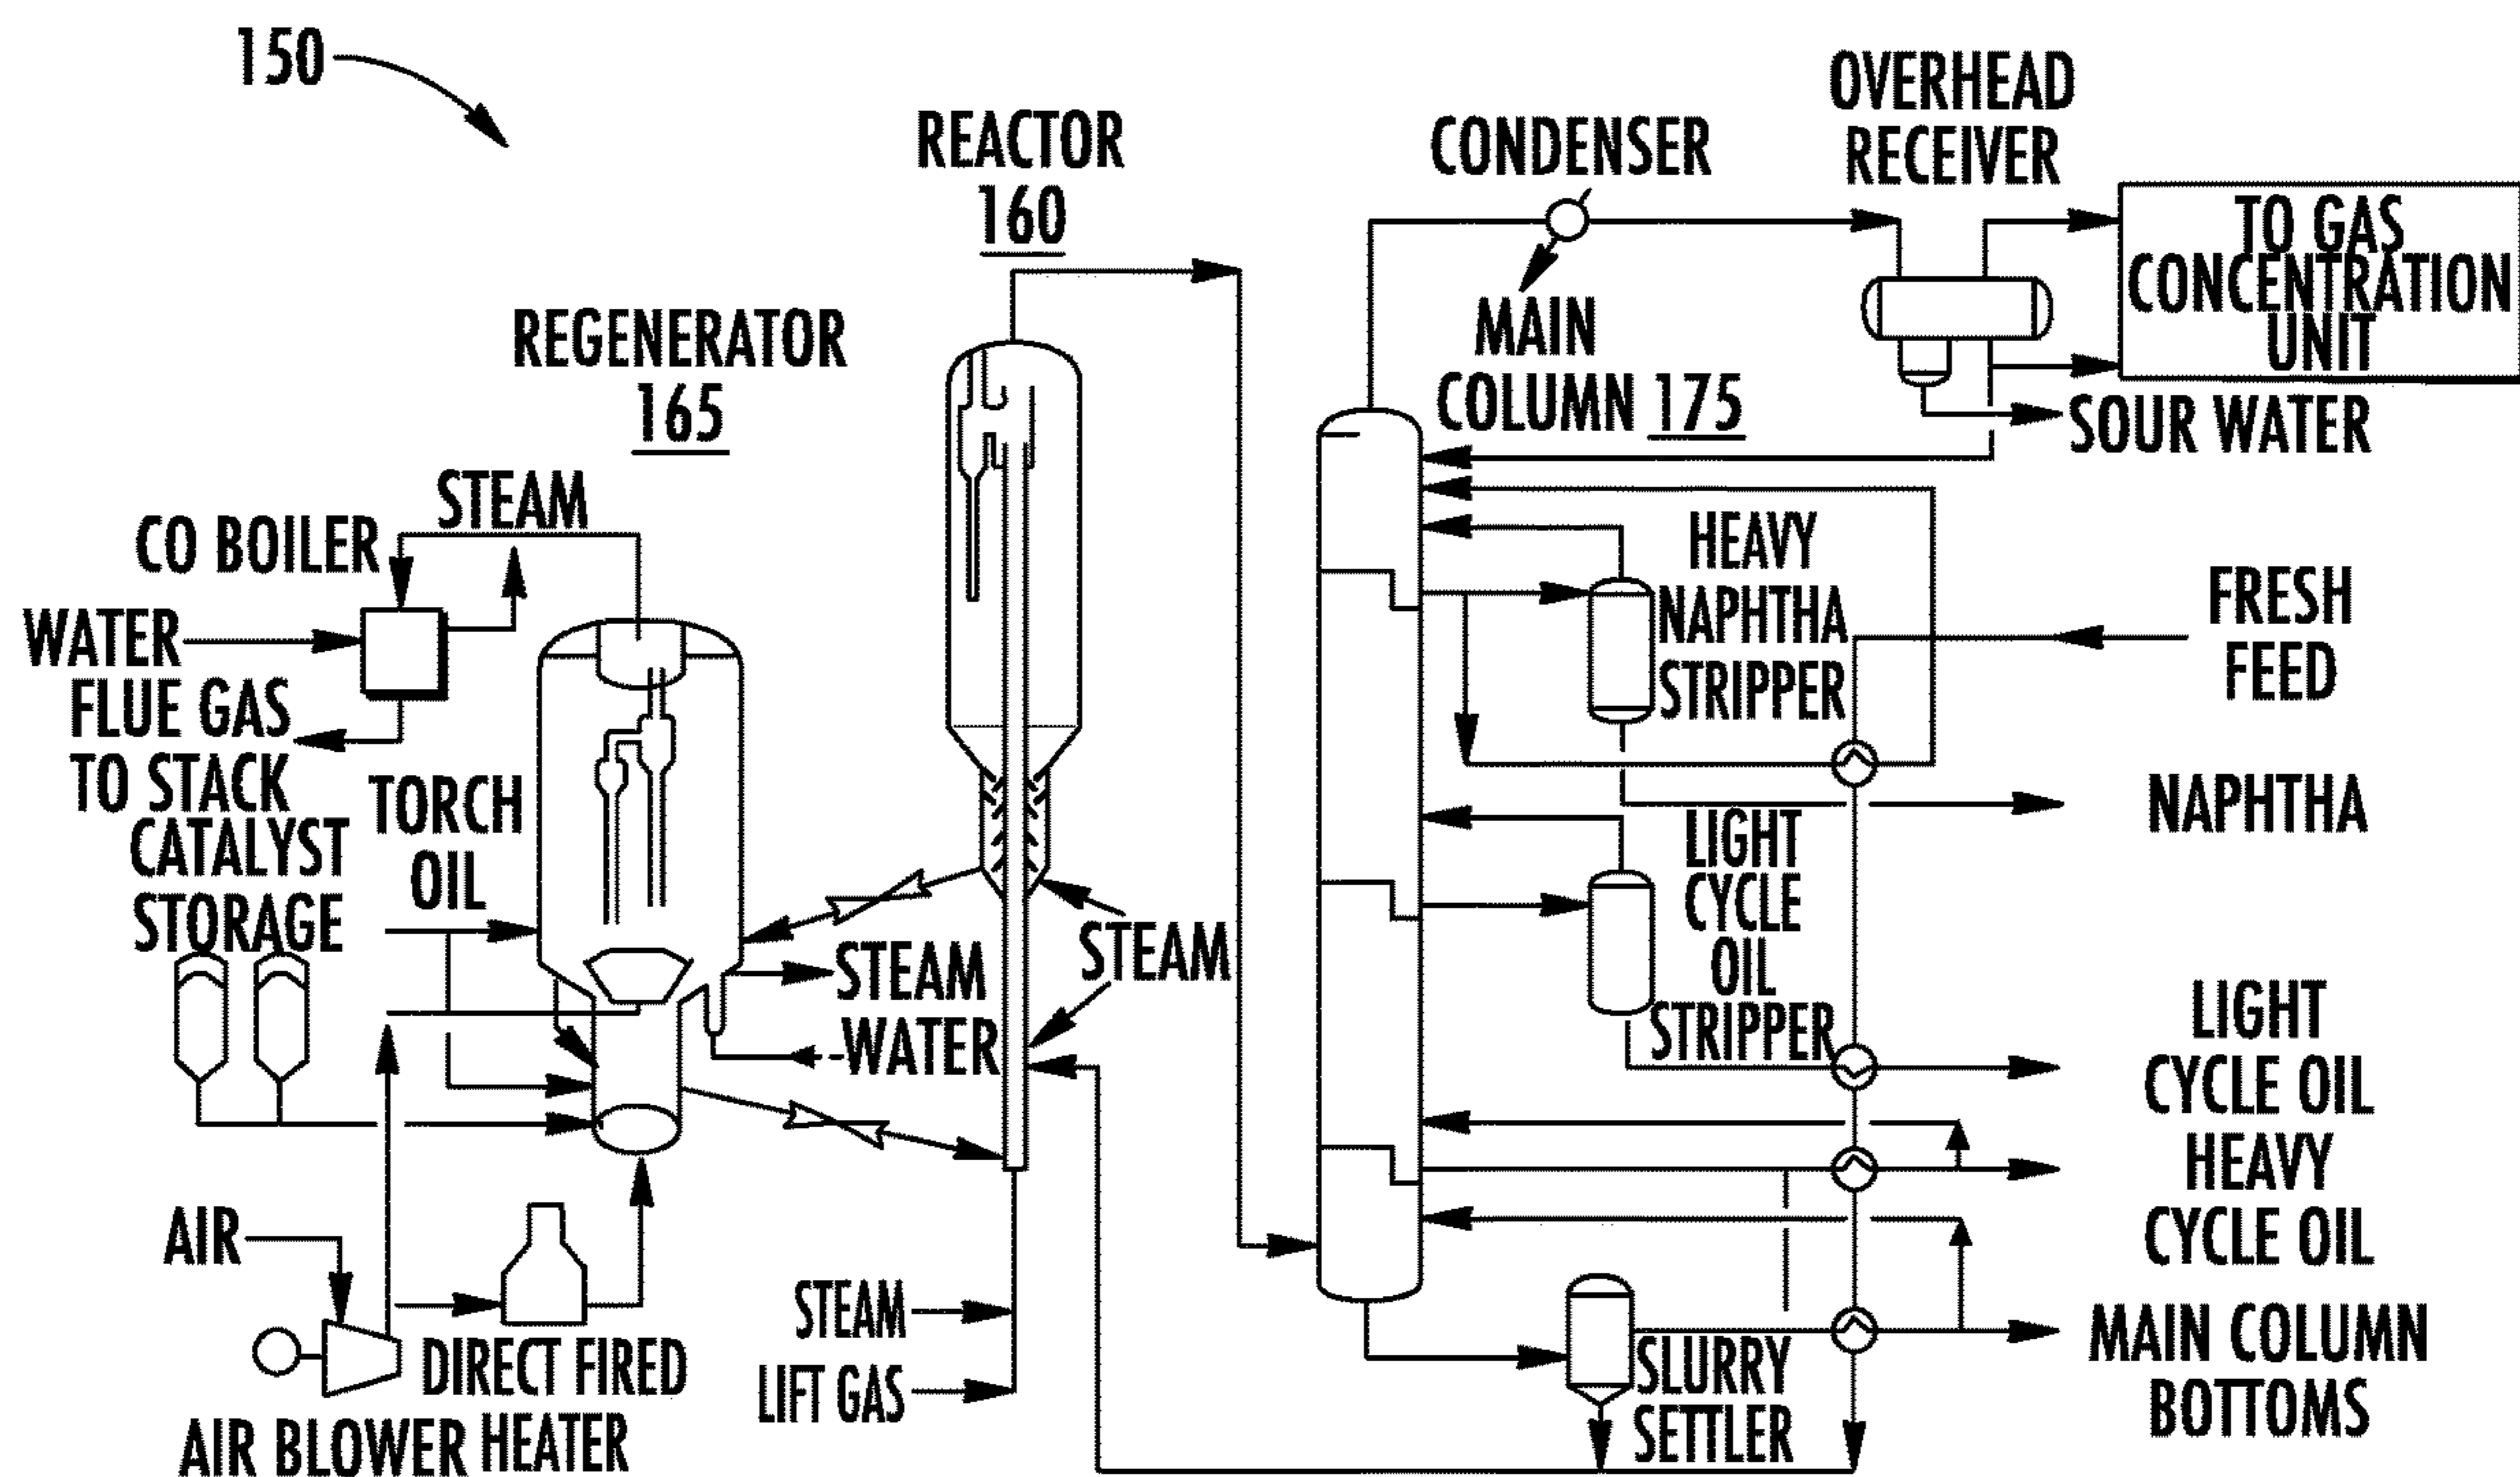 150
OVERHEAD
RECEIVER
REACTOR
160
CONDENSER
TO GAS
CONCENTRATION
UNIT
REGENERATOR
165
MAIN
COLUMN 175
SOUR WATER
STEAM
CO BOILER
HEAVY
NAPHTHA
STRIPPER
FRESH
FEED
WATER
FLUE GAS
TO STACK
CATALYST
STORAGE
TORCH
OIL
NAPHTHA
LIGHT
CYCLE
OIL
STRIPPER
STEAM
WATER
STEAM
LIGHT
CYCLE OIL
HEAVY
CYCLE OIL
AIR
STEAM
LIFT GAS
DIRECT FIRED
HEATER
AIR BLOWER
SLURRY
SETTLER
MAIN COLUMN
BOTTOMS